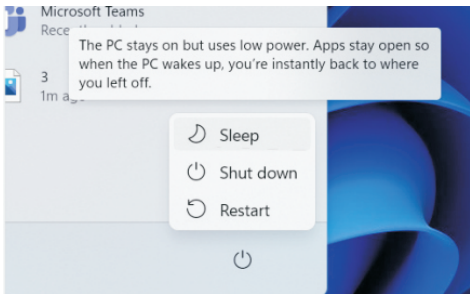 Microsoft Teams
The PC stays on but uses low power. Apps stay open so
when the PC wakes up, you're instantly back to where
you left off.
3
1m
Sleep
Shut down
Restart